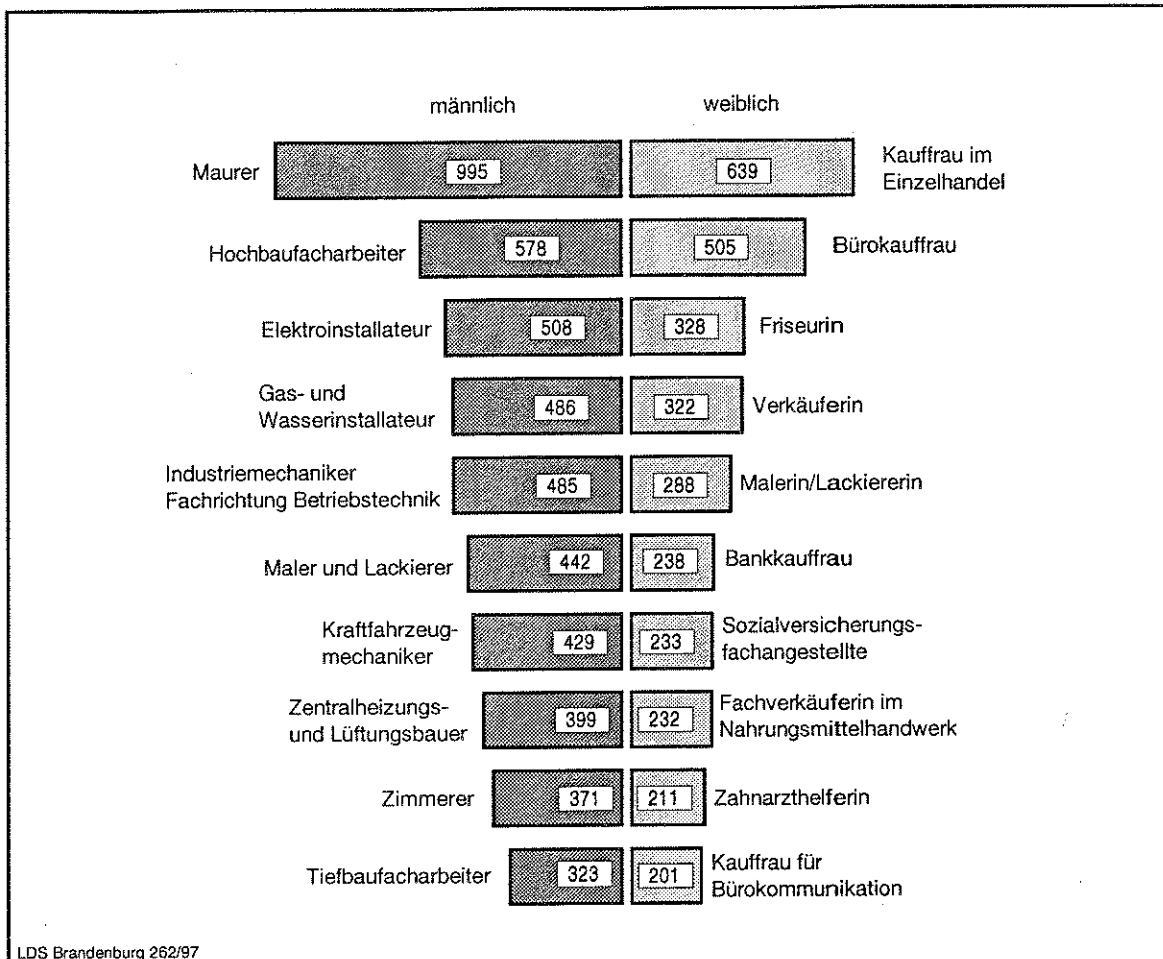 männlich weiblich
Maurer 995 639 Kauffrau im
Einzelhandel
Hochbaufacharbeiter 578 505 Bürokauffrau
Elektroinstallateur 508 328 Friseurin
Gas- und
Wasserinstallateur 486 322 Verkäuferin
Industriemechaniker
Fachrichtung Betriebstechnik 485 288 Malerin/Lackiererin
Maler und Lackierer 442 238 Bankkauffrau
Kraftfahrzeug-
mechaniker 429 233 Sozialversicherungs-
fachangestellte
Zentralheizungs-
und Lüftungsbauer 399 232 Fachverkäuferin im
Nahrungsmittelhandwerk
Zimmerer 371 211 Zahnarzthelferin
Tiefbaufacharbeiter 323 201 Kauffrau für
Bürokommunikation
LDS Brandenburg 262/97